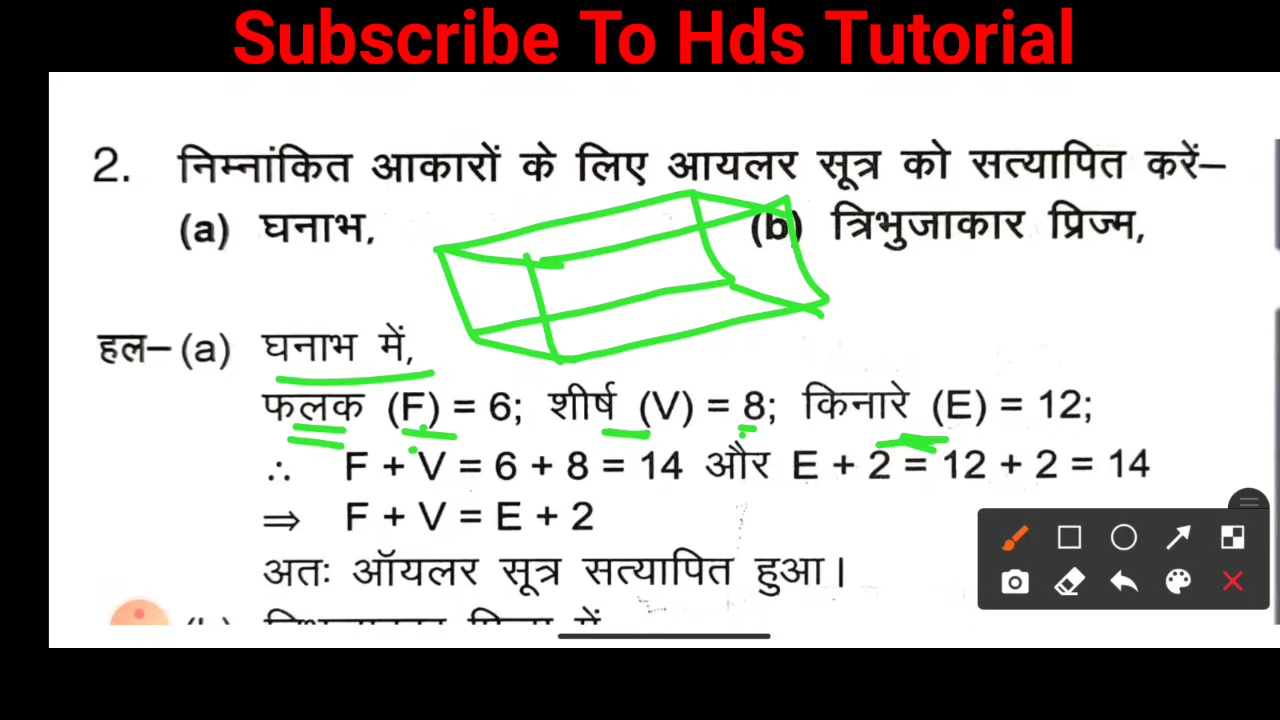 Subscribe To Hds Tutorial
2. निम्नांकित आकारों के लिए आयलर सूत्र को सत्यापित करें–
(a) घनाभ, (b) त्रिभुजाकार प्रिज्म,
हल–(a) घनाभ में,
फलक (F) = 6; शीर्ष (V) = 8; किनारे (E) = 12;
∴ F + V = 6 + 8 = 14 और E + 2 = 12 + 2 = 14
⇒ F + V = E + 2
अतः ऑयलर सूत्र सत्यापित हुआ।